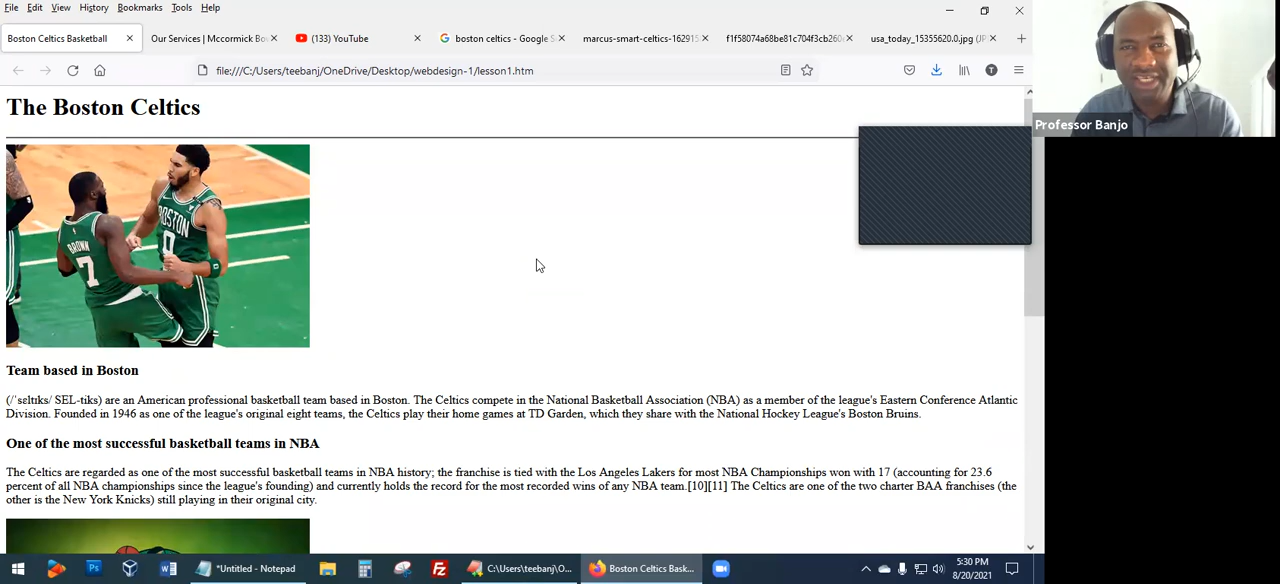 File Edit View History Bookmarks Tools Help
Boston Celtics Basketball
Our Services | Mccormick Bo
(133) YouTube
boston celtics - Google S
marcus-smart-celtics-16291
f1f58074a68be81c704f3cb260
usa_today_15355620.0.jpg (JP
file:///C:/Users/teebanj/OneDrive/Desktop/webdesign-1/lesson1.htm
T
Professor Banjo
The Boston Celtics
BOSTON
0
BROWN
7
Team based in Boston
(/ˈsɛltɪks/ SEL-tiks) are an American professional basketball team based in Boston. The Celtics compete in the National Basketball Association (NBA) as a member of the league's Eastern Conference Atlantic
Division. Founded in 1946 as one of the league's original eight teams, the Celtics play their home games at TD Garden, which they share with the National Hockey League's Boston Bruins.
One of the most successful basketball teams in NBA
The Celtics are regarded as one of the most successful basketball teams in NBA history; the franchise is tied with the Los Angeles Lakers for most NBA Championships won with 17 (accounting for 23.6
percent of all NBA championships since the league's founding) and currently holds the record for the most recorded wins of any NBA team.[10][11] The Celtics are one of the two charter BAA franchises (the
other is the New York Knicks) still playing in their original city.
Ps
W
*Untitled - Notepad
FZ
C:\Users\teebanj\O...
Boston Celtics Bask...
5:30 PM
8/20/2021